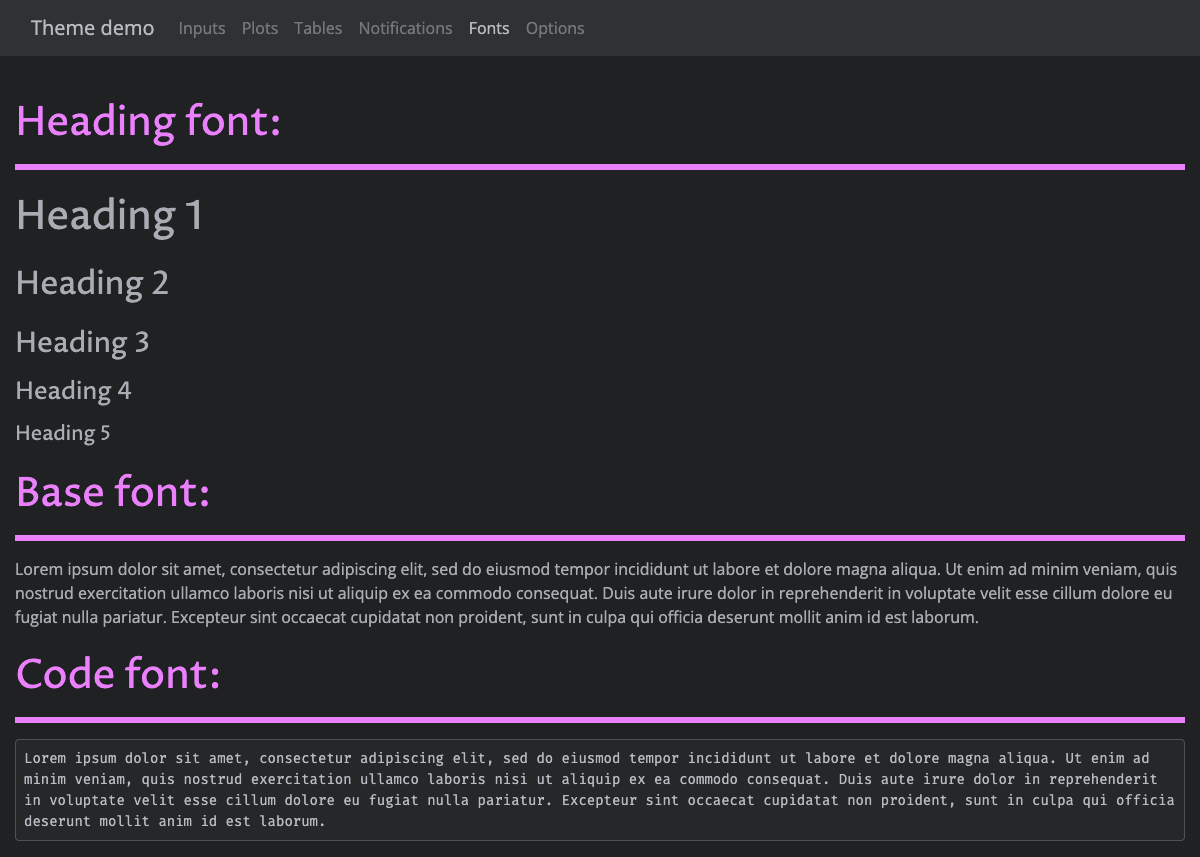 Theme demo Inputs Plots Tables Notifications Fonts Options
Heading font:
Heading 1
Heading 2
Heading 3
Heading 4
Heading 5
Base font:
Lorem ipsum dolor sit amet, consectetur adipiscing elit, sed do eiusmod tempor incididunt ut labore et dolore magna aliqua. Ut enim ad minim veniam, quis
nostrud exercitation ullamco laboris nisi ut aliquip ex ea commodo consequat. Duis aute irure dolor in reprehenderit in voluptate velit esse cillum dolore eu
fugiat nulla pariatur. Excepteur sint occaecat cupidatat non proident, sunt in culpa qui officia deserunt mollit anim id est laborum.
Code font:
Lorem ipsum dolor sit amet, consectetur adipiscing elit, sed do eiusmod tempor incididunt ut labore et dolore magna aliqua. Ut enim ad
minim veniam, quis nostrud exercitation ullamco laboris nisi ut aliquip ex ea commodo consequat. Duis aute irure dolor in reprehenderit
in voluptate velit esse cillum dolore eu fugiat nulla pariatur. Excepteur sint occaecat cupidatat non proident, sunt in culpa qui officia
deserunt mollit anim id est laborum.